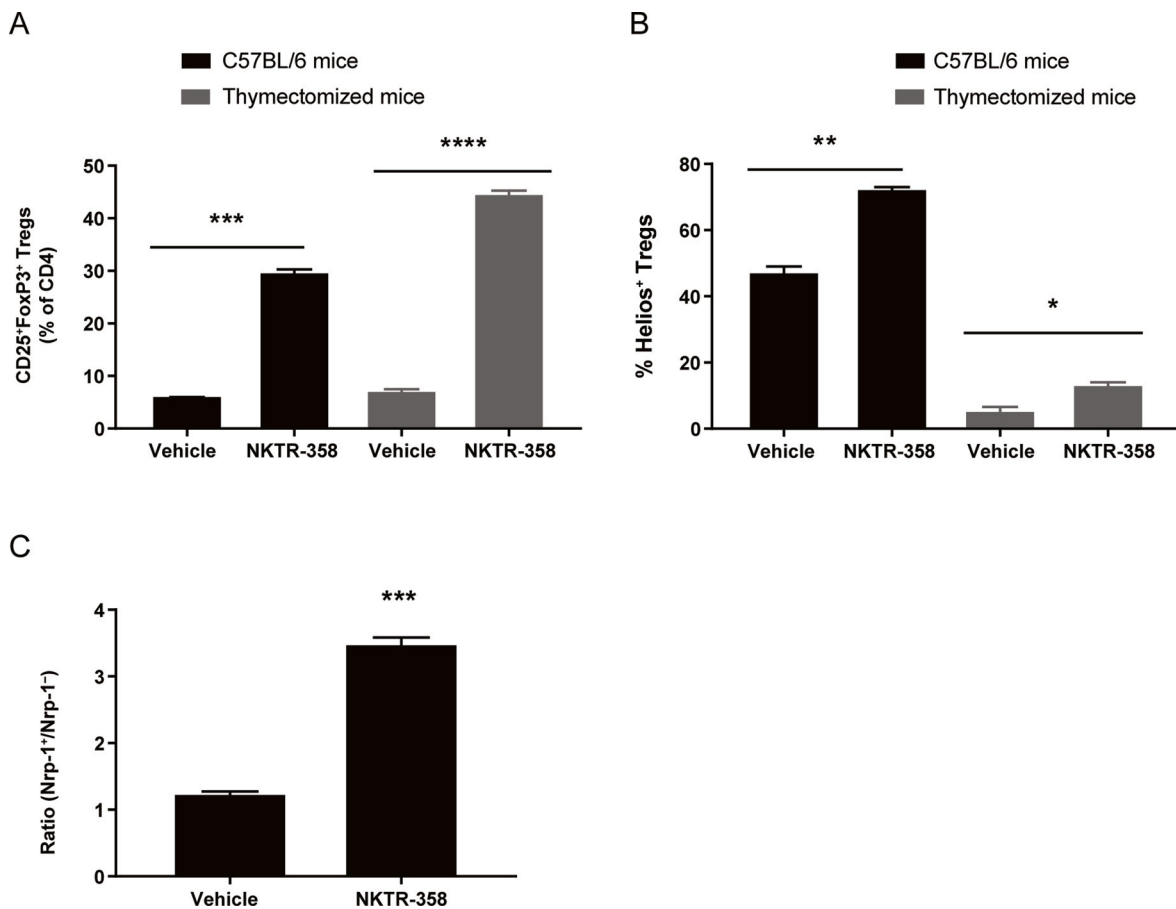 A
C57BL/6 mice
Thymectomized mice
CD25⁺FoxP3⁺ Tregs
(% of CD4)
50
40
30
20
10
0
***
****
Vehicle
NKTR-358
Vehicle
NKTR-358
B
C57BL/6 mice
Thymectomized mice
% Helios⁺ Tregs
80
60
40
20
0
**
*
Vehicle
NKTR-358
Vehicle
NKTR-358
C
Ratio (Nrp-1⁺/Nrp-1⁻)
4
3
2
1
0
***
Vehicle
NKTR-358